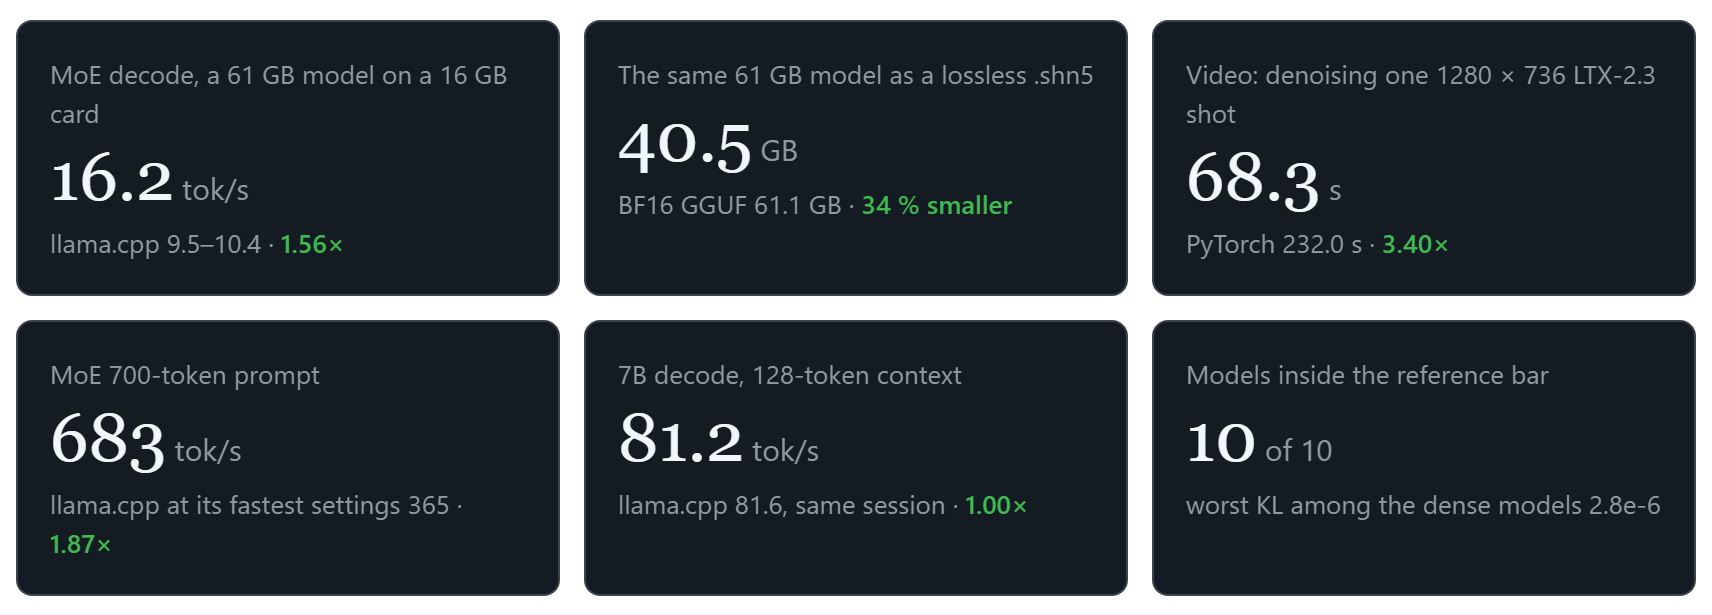 MoE decode, a 61 GB model on a 16 GB
card
16.2 tok/s
llama.cpp 9.5–10.4 · 1.56×
The same 61 GB model as a lossless .shn5
40.5 GB
BF16 GGUF 61.1 GB · 34 % smaller
Video: denoising one 1280 × 736 LTX-2.3
shot
68.3 s
PyTorch 232.0 s · 3.40×
MoE 700-token prompt
683 tok/s
llama.cpp at its fastest settings 365 ·
1.87×
7B decode, 128-token context
81.2 tok/s
llama.cpp 81.6, same session · 1.00×
Models inside the reference bar
10 of 10
worst KL among the dense models 2.8e-6